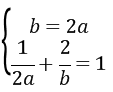 b = 2a
1/2a + 2/b = 1